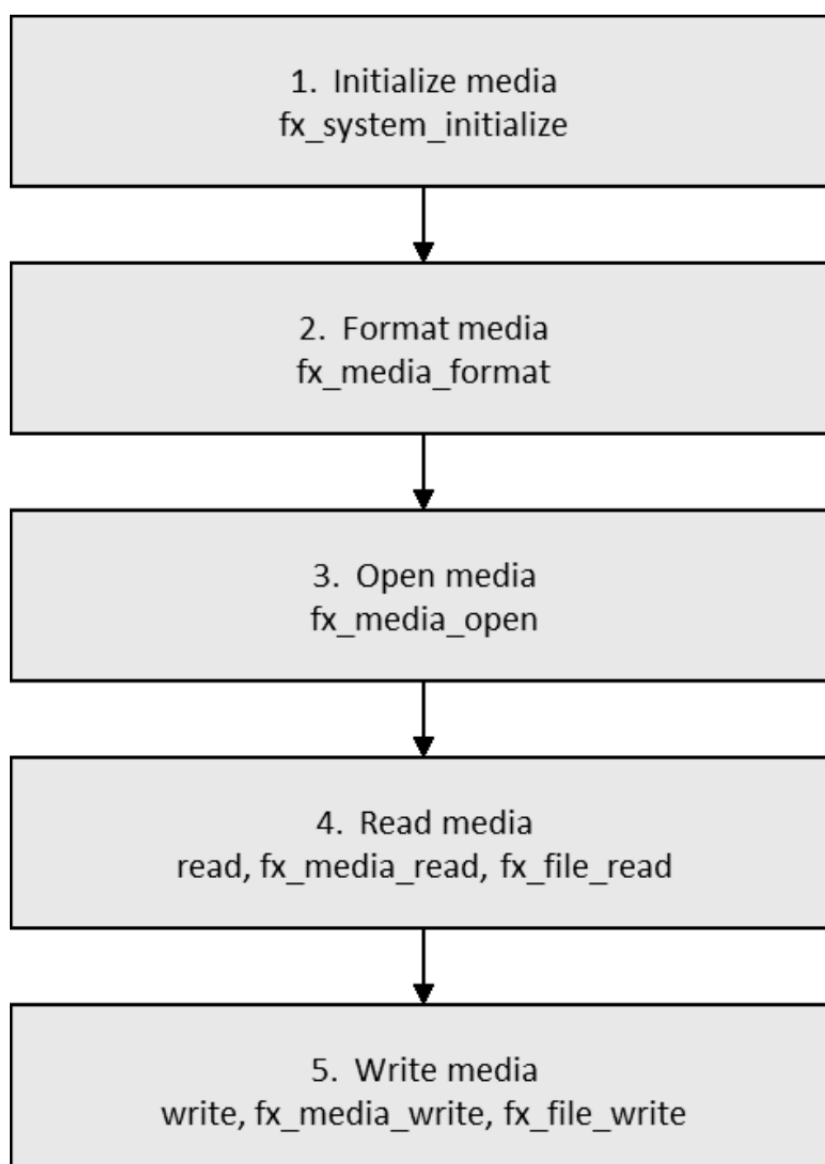 1. Initialize media
fx_system_initialize
2. Format media
fx_media_format
3. Open media
fx_media_open
4. Read media
read, fx_media_read, fx_file_read
5. Write media
write, fx_media_write, fx_file_write